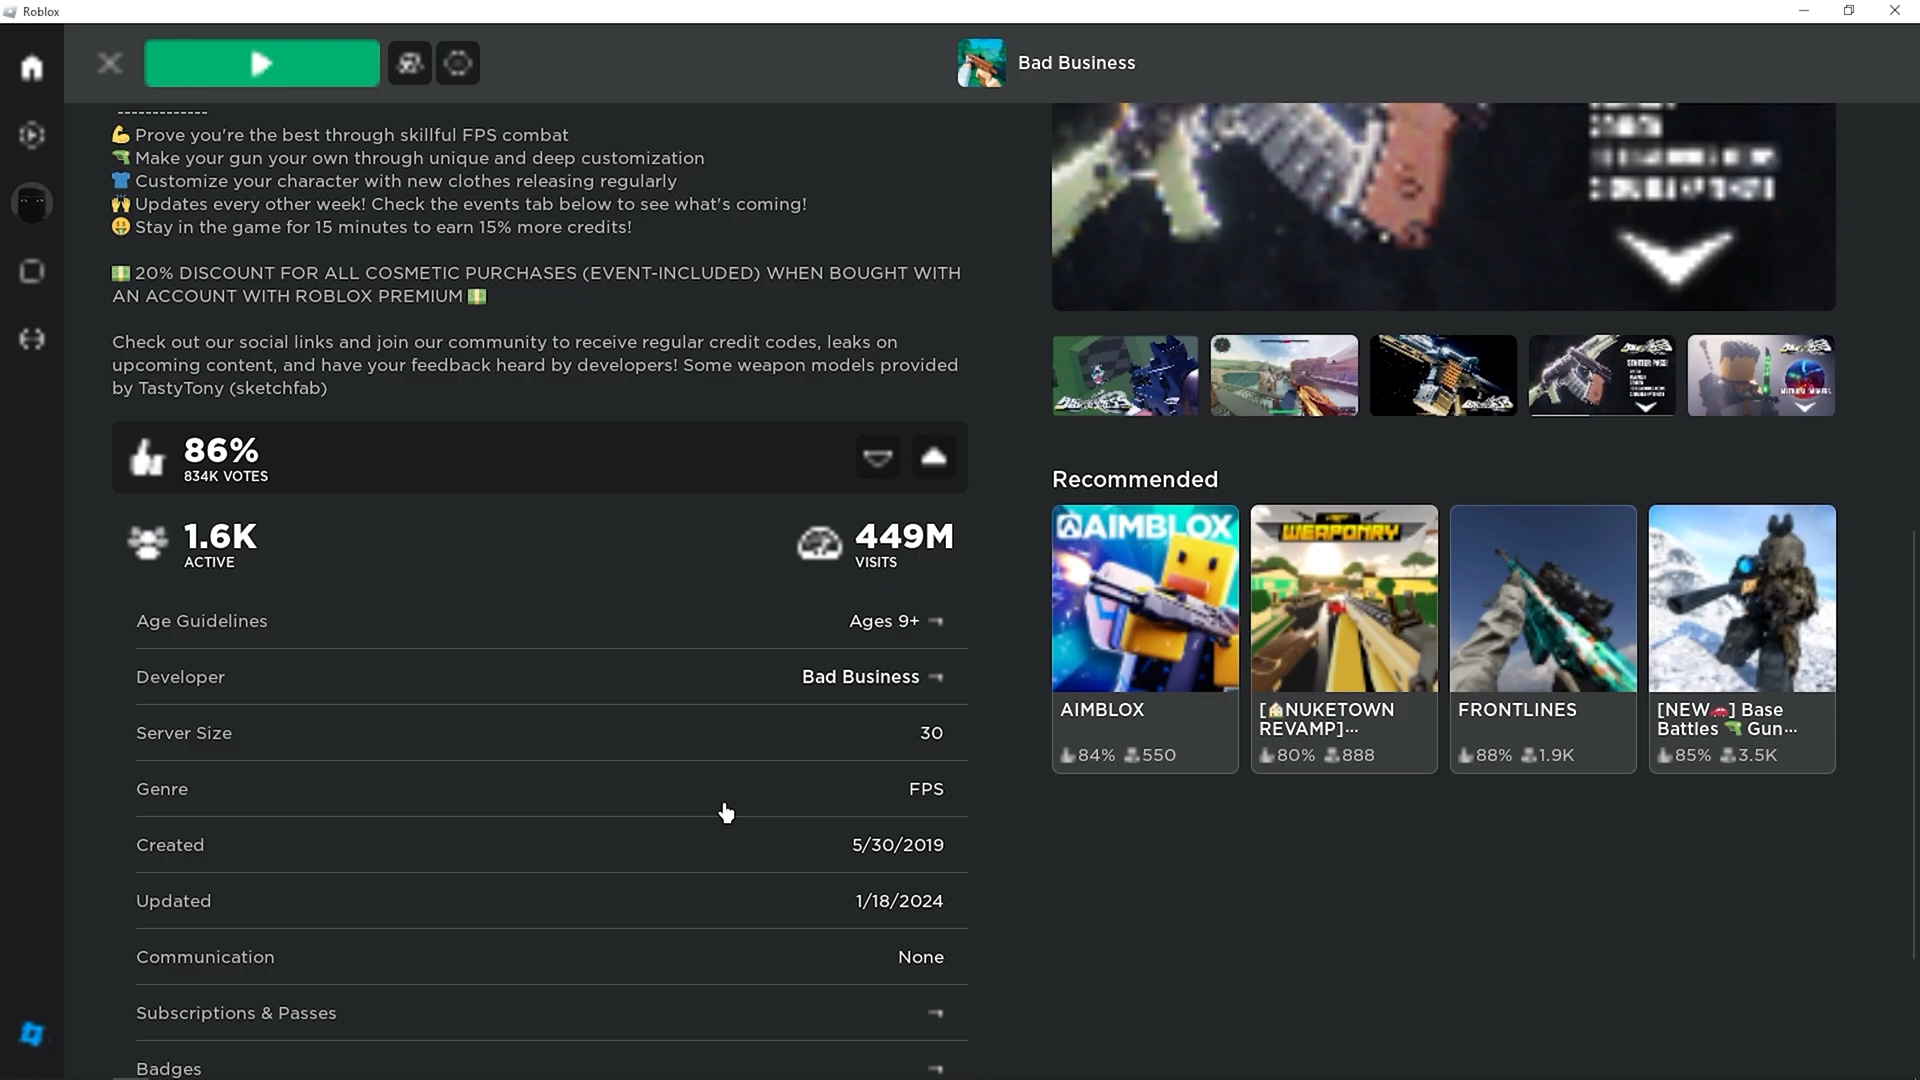 Roblox
Bad Business
-------------
💪 Prove you're the best through skillful FPS combat
🔫 Make your gun your own through unique and deep customization
👕 Customize your character with new clothes releasing regularly
🙌 Updates every other week! Check the events tab below to see what's coming!
🤑 Stay in the game for 15 minutes to earn 15% more credits!
💵 20% DISCOUNT FOR ALL COSMETIC PURCHASES (EVENT-INCLUDED) WHEN BOUGHT WITH
AN ACCOUNT WITH ROBLOX PREMIUM 💵
Check out our social links and join our community to receive regular credit codes, leaks on
upcoming content, and have your feedback heard by developers! Some weapon models provided
by TastyTony (sketchfab)
86%
834K VOTES
1.6K
ACTIVE
449M
VISITS
Age Guidelines Ages 9+
Developer Bad Business
Server Size 30
Genre FPS
Created 5/30/2019
Updated 1/18/2024
Communication None
Subscriptions & Passes
Badges
STARTER PACK
Recommended
AIMBLOX
WEAPONRY
AIMBLOX
84% 550
[🏠NUKETOWN
REVAMP]...
80% 888
FRONTLINES
88% 1.9K
[NEW🚗] Base
Battles 🔫 Gun...
85% 3.5K